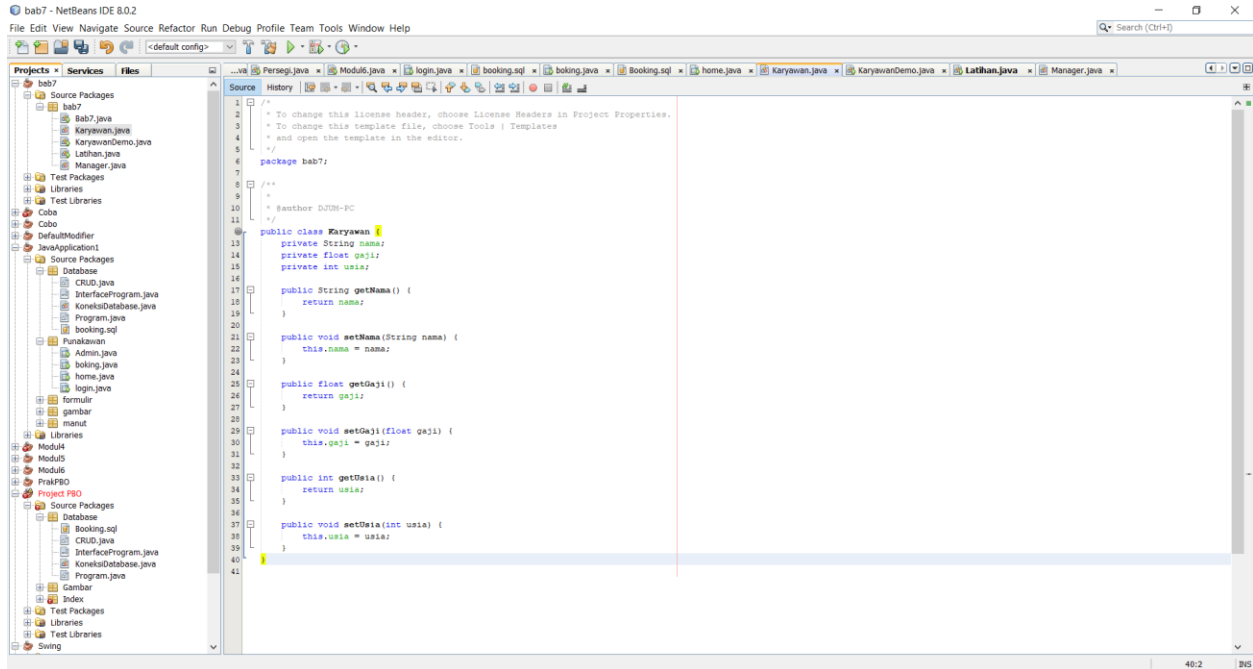 bab7 - NetBeans IDE 8.0.2
File Edit View Navigate Source Refactor Run Debug Profile Team Tools Window Help
Search (Ctrl+I)
<default config>
Projects Services Files
...va Persegi.java Modul6.java login.java booking.sql boking.java Booking.sql home.java Karyawan.java KaryawanDemo.java Latihan.java Manager.java
Source History
bab7
Source Packages
bab7
Bab7.java
Karyawan.java
KaryawanDemo.java
Latihan.java
Manager.java
Test Packages
Libraries
Test Libraries
Coba
Cobo
DefaultModifier
JavaApplication1
Source Packages
Database
CRUD.java
InterfaceProgram.java
KoneksiDatabase.java
Program.java
booking.sql
Punakawan
Admin.java
boking.java
home.java
login.java
formulir
gambar
manut
Libraries
Modul4
Modul5
Modul6
PrakPBO
Project PBO
Source Packages
Database
Booking.sql
CRUD.java
InterfaceProgram.java
KoneksiDatabase.java
Program.java
Gambar
Index
Test Packages
Libraries
Test Libraries
Swing
1 /*
2 * To change this license header, choose License Headers in Project Properties.
3 * To change this template file, choose Tools | Templates
4 * and open the template in the editor.
5 */
6 package bab7;
7
8 /**
9 *
10 * @author DJUM-PC
11 */
public class Karyawan {
13 private String nama;
14 private float gaji;
15 private int usia;
16
17 public String getNama() {
18 return nama;
19 }
20
21 public void setNama(String nama) {
22 this.nama = nama;
23 }
24
25 public float getGaji() {
26 return gaji;
27 }
28
29 public void setGaji(float gaji) {
30 this.gaji = gaji;
31 }
32
33 public int getUsia() {
34 return usia;
35 }
36
37 public void setUsia(int usia) {
38 this.usia = usia;
39 }
40 }
41
40:2 INS